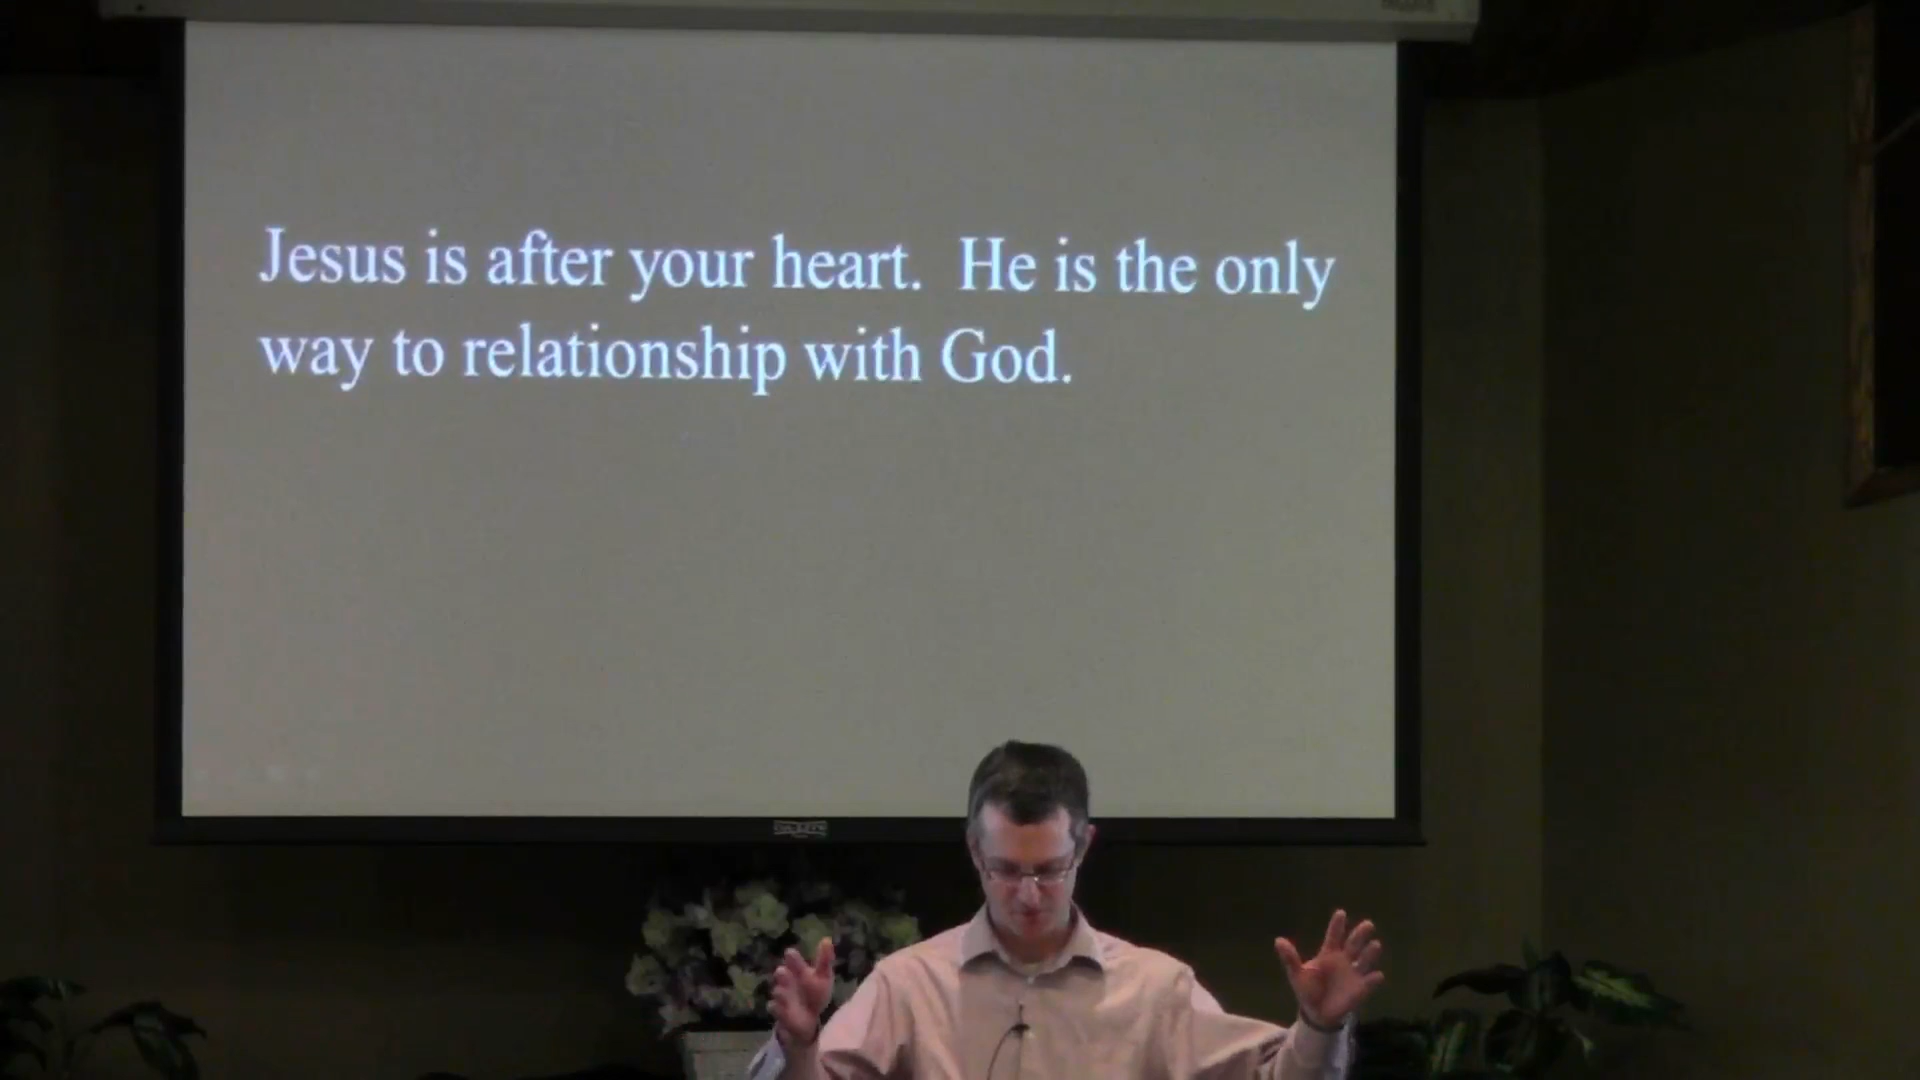 Jesus is after your heart.  He is the only
way to relationship with God.